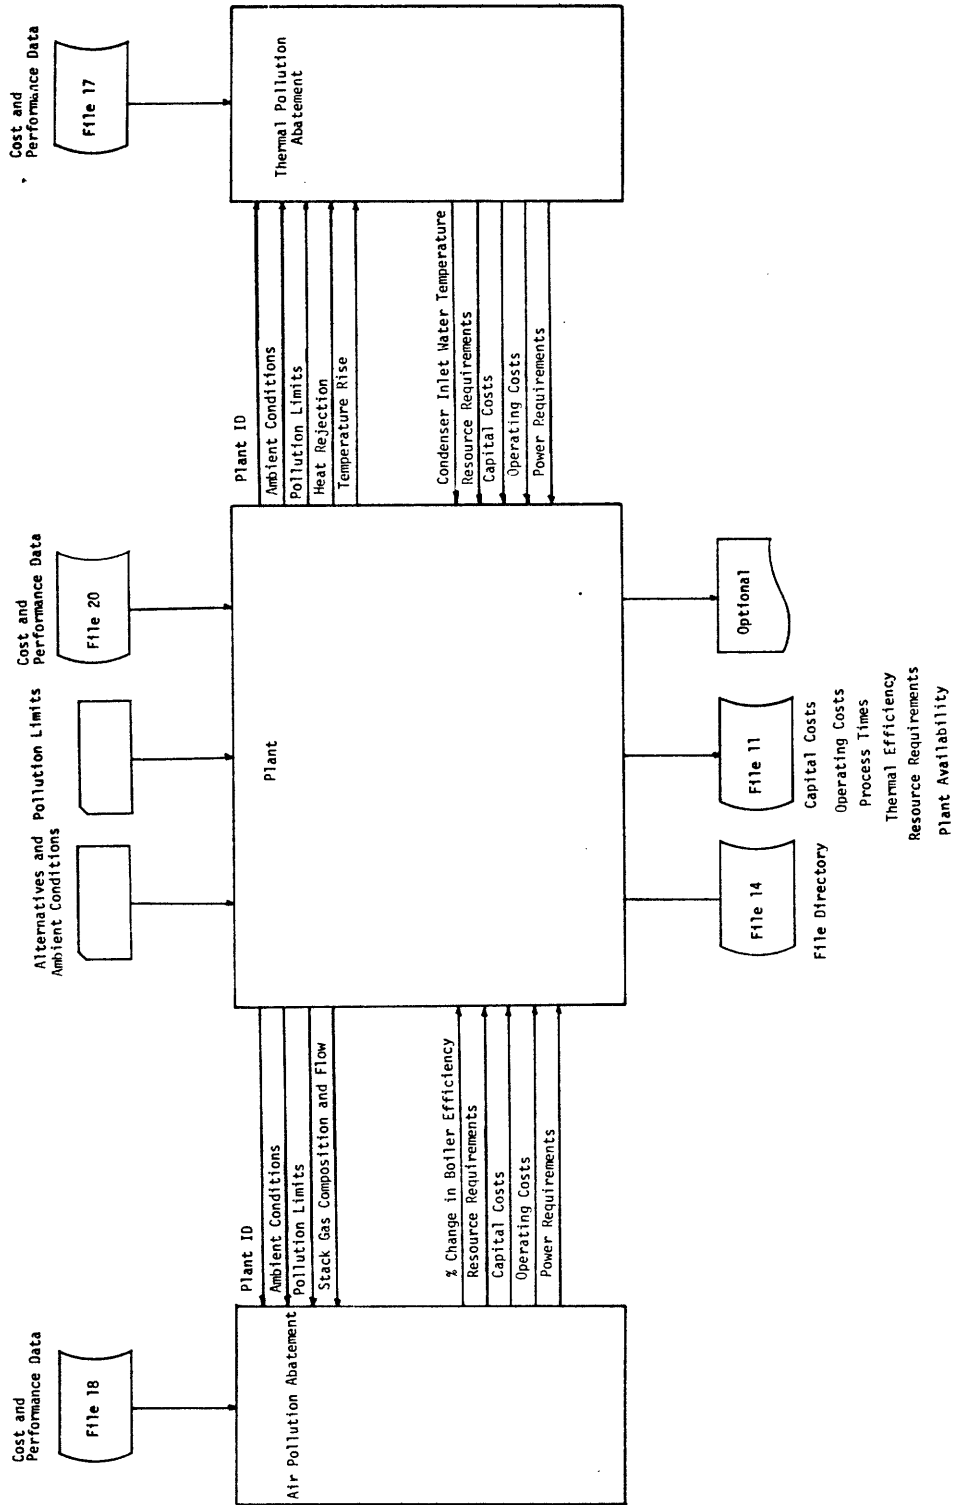 Cost and
Performance Data
File 18
Air Pollution Abatement
Plant ID
Ambient Conditions
Pollution Limits
Stack Gas Composition and Flow
% Change in Boiler Efficiency
Resource Requirements
Capital Costs
Operating Costs
Power Requirements
Alternatives and
Ambient Conditions
Pollution Limits
Cost and
Performance Data
File 20
Plant
File 14
File Directory
File 11
Capital Costs
Operating Costs
Process Times
Thermal Efficiency
Resource Requirements
Plant Availability
Optional
Plant ID
Ambient Conditions
Pollution Limits
Heat Rejection
Temperature Rise
Condenser Inlet Water Temperature
Resource Requirements
Capital Costs
Operating Costs
Power Requirements
Cost and
Performance Data
File 17
Thermal Pollution
Abatement